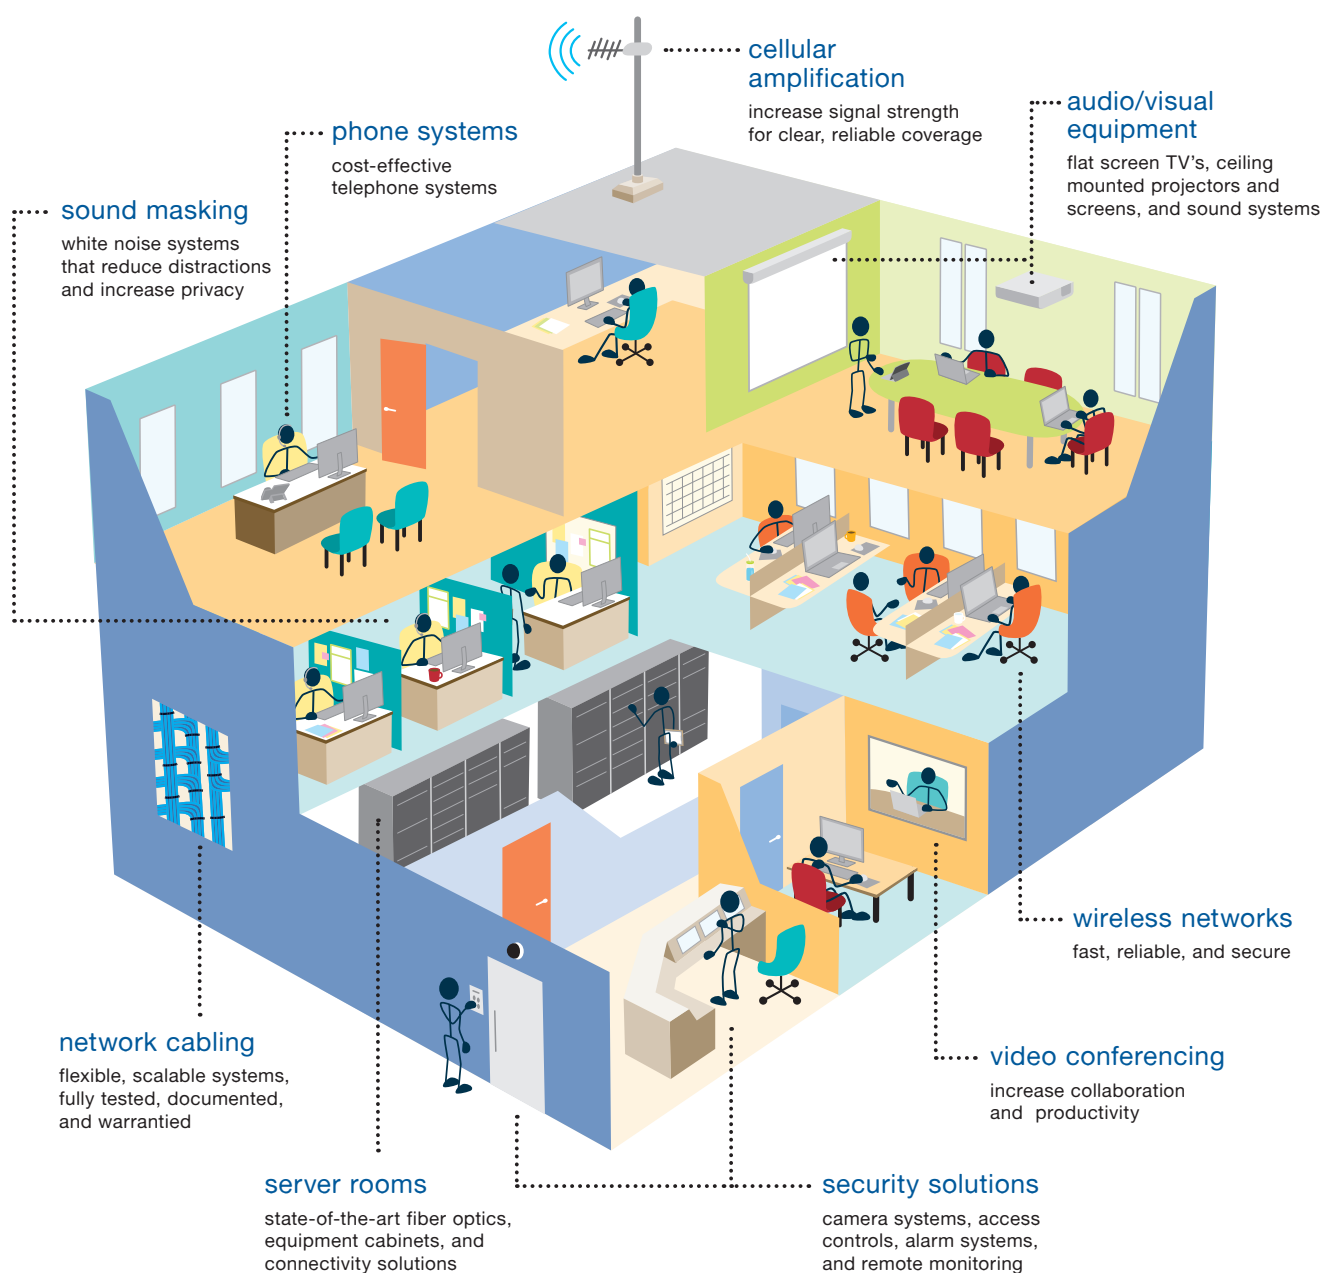 cellular
amplification
increase signal strength
for clear, reliable coverage
audio/visual
equipment
flat screen TV's, ceiling
mounted projectors and
screens, and sound systems
phone systems
cost-effective
telephone systems
sound masking
white noise systems
that reduce distractions
and increase privacy
wireless networks
fast, reliable, and secure
network cabling
flexible, scalable systems,
fully tested, documented,
and warrantied
video conferencing
increase collaboration
and productivity
server rooms
state-of-the-art fiber optics,
equipment cabinets, and
connectivity solutions
security solutions
camera systems, access
controls, alarm systems,
and remote monitoring